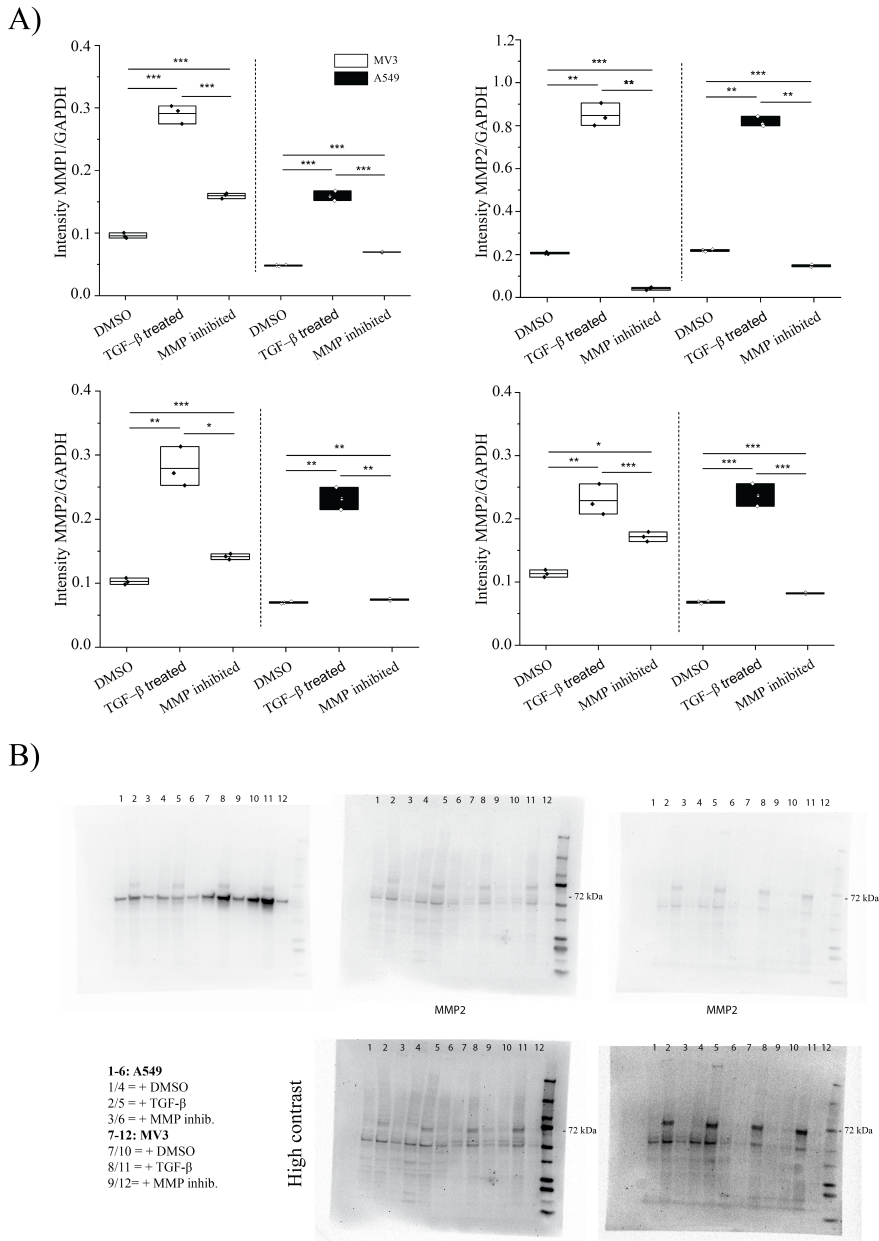 A)
MV3
A549
Intensity MMP1/GAPDH
0.4
0.3
0.2
0.1
0.0
*** *** ***
*** *** ***
DMSO TGF–β treated MMP inhibited DMSO TGF–β treated MMP inhibited
Intensity MMP2/GAPDH
1.2
1.0
0.8
0.6
0.4
0.2
0.0
*** ** **
*** ** **
DMSO TGF–β treated MMP inhibited DMSO TGF–β treated MMP inhibited
Intensity MMP2/GAPDH
0.4
0.3
0.2
0.1
0.0
*** ** *
** ** **
DMSO TGF–β treated MMP inhibited DMSO TGF–β treated MMP inhibited
Intensity MMP2/GAPDH
0.4
0.3
0.2
0.1
0.0
* ** ***
*** *** ***
DMSO TGF–β treated MMP inhibited DMSO TGF–β treated MMP inhibited
B)
1 2 3 4 5 6 7 8 9 10 11 12
1 2 3 4 5 6 7 8 9 10 11 12
- 72 kDa
1 2 3 4 5 6 7 8 9 10 11 12
- 72 kDa
MMP2
MMP2
1-6: A549
1/4 = + DMSO
2/5 = + TGF-β
3/6 = + MMP inhib.
7-12: MV3
7/10 = + DMSO
8/11 = + TGF-β
9/12= + MMP inhib.
High contrast
1 2 3 4 5 6 7 8 9 10 11 12
- 72 kDa
1 2 3 4 5 6 7 8 9 10 11 12
- 72 kDa